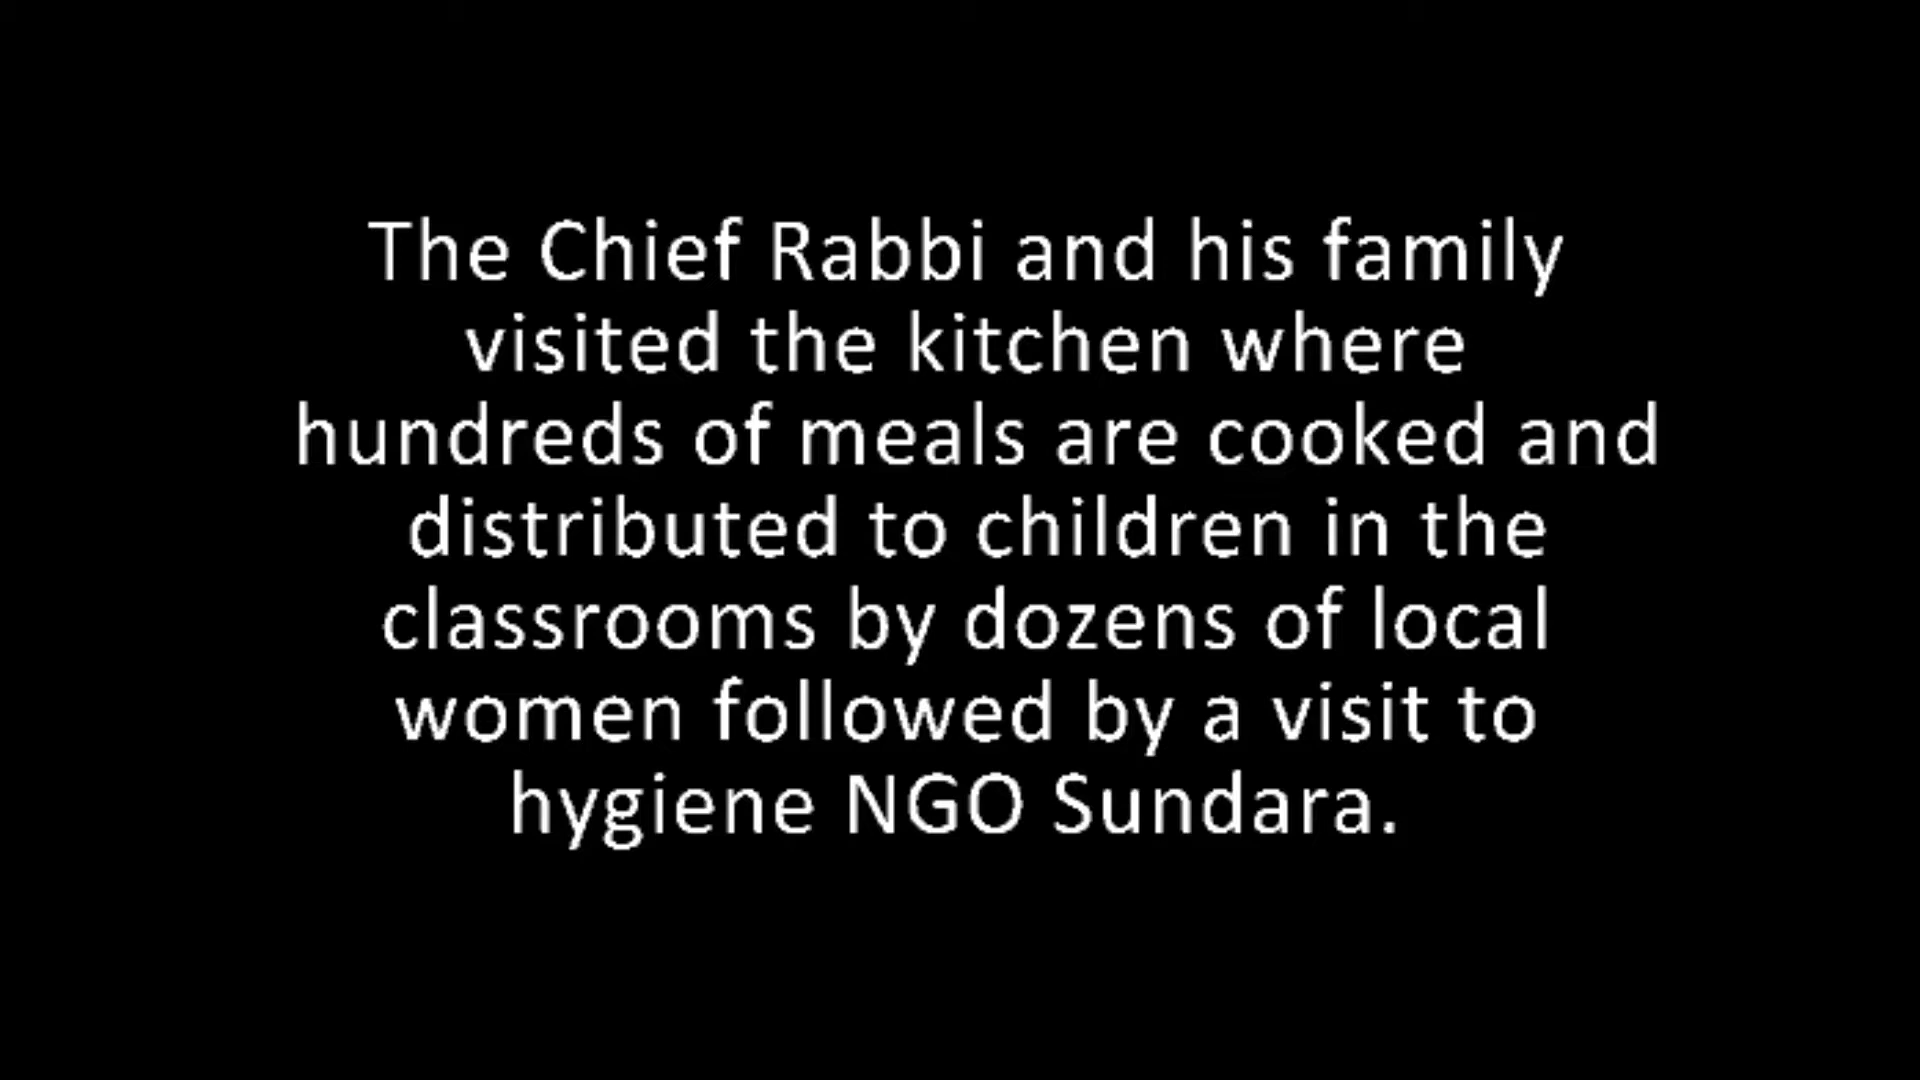 The Chief Rabbi and his family
visited the kitchen where
hundreds of meals are cooked and
distributed to children in the
classrooms by dozens of local
women followed by a visit to
hygiene NGO Sundara.